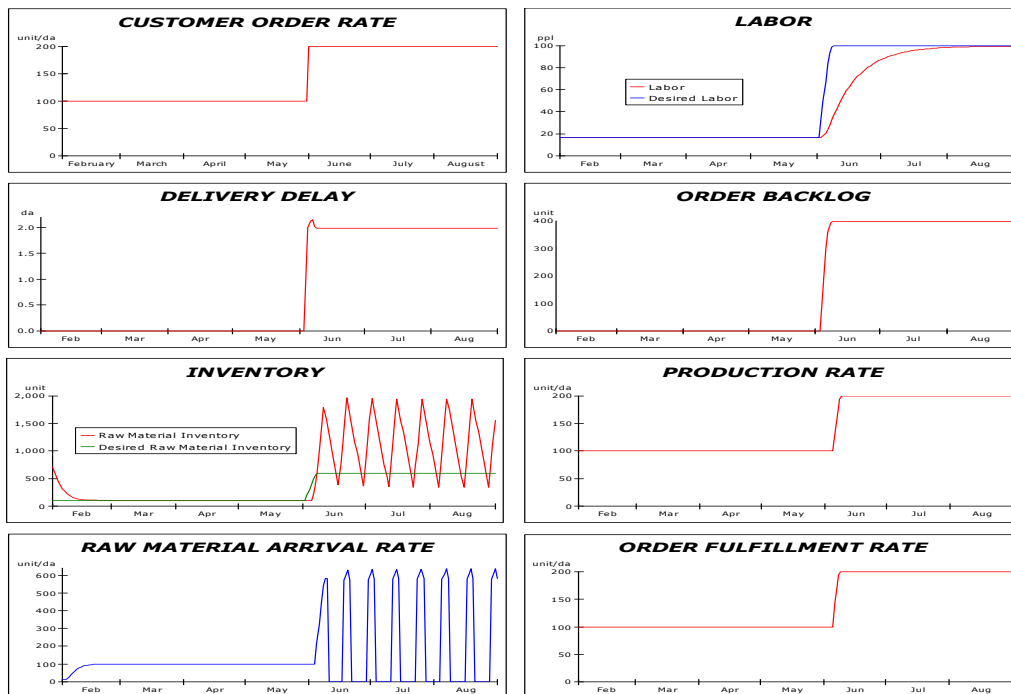 CUSTOMER ORDER RATE
unit/da
200
150
100
50
0
February March April May June July August
LABOR
ppl
100
80
60
40
20
0
Labor
Desired Labor
Feb Mar Apr May Jun Jul Aug
DELIVERY DELAY
da
2.0
1.5
1.0
0.5
0.0
Feb Mar Apr May Jun Jul Aug
ORDER BACKLOG
unit
400
300
200
100
0
Feb Mar Apr May Jun Jul Aug
INVENTORY
unit
2,000
1,500
1,000
500
0
Raw Material Inventory
Desired Raw Material Inventory
Feb Mar Apr May Jun Jul Aug
PRODUCTION RATE
unit/da
200
150
100
50
0
Feb Mar Apr May Jun Jul Aug
RAW MATERIAL ARRIVAL RATE
unit/da
600
500
400
300
200
100
0
Feb Mar Apr May Jun Jul Aug
ORDER FULFILLMENT RATE
unit/da
200
150
100
50
0
Feb Mar Apr May Jun Jul Aug